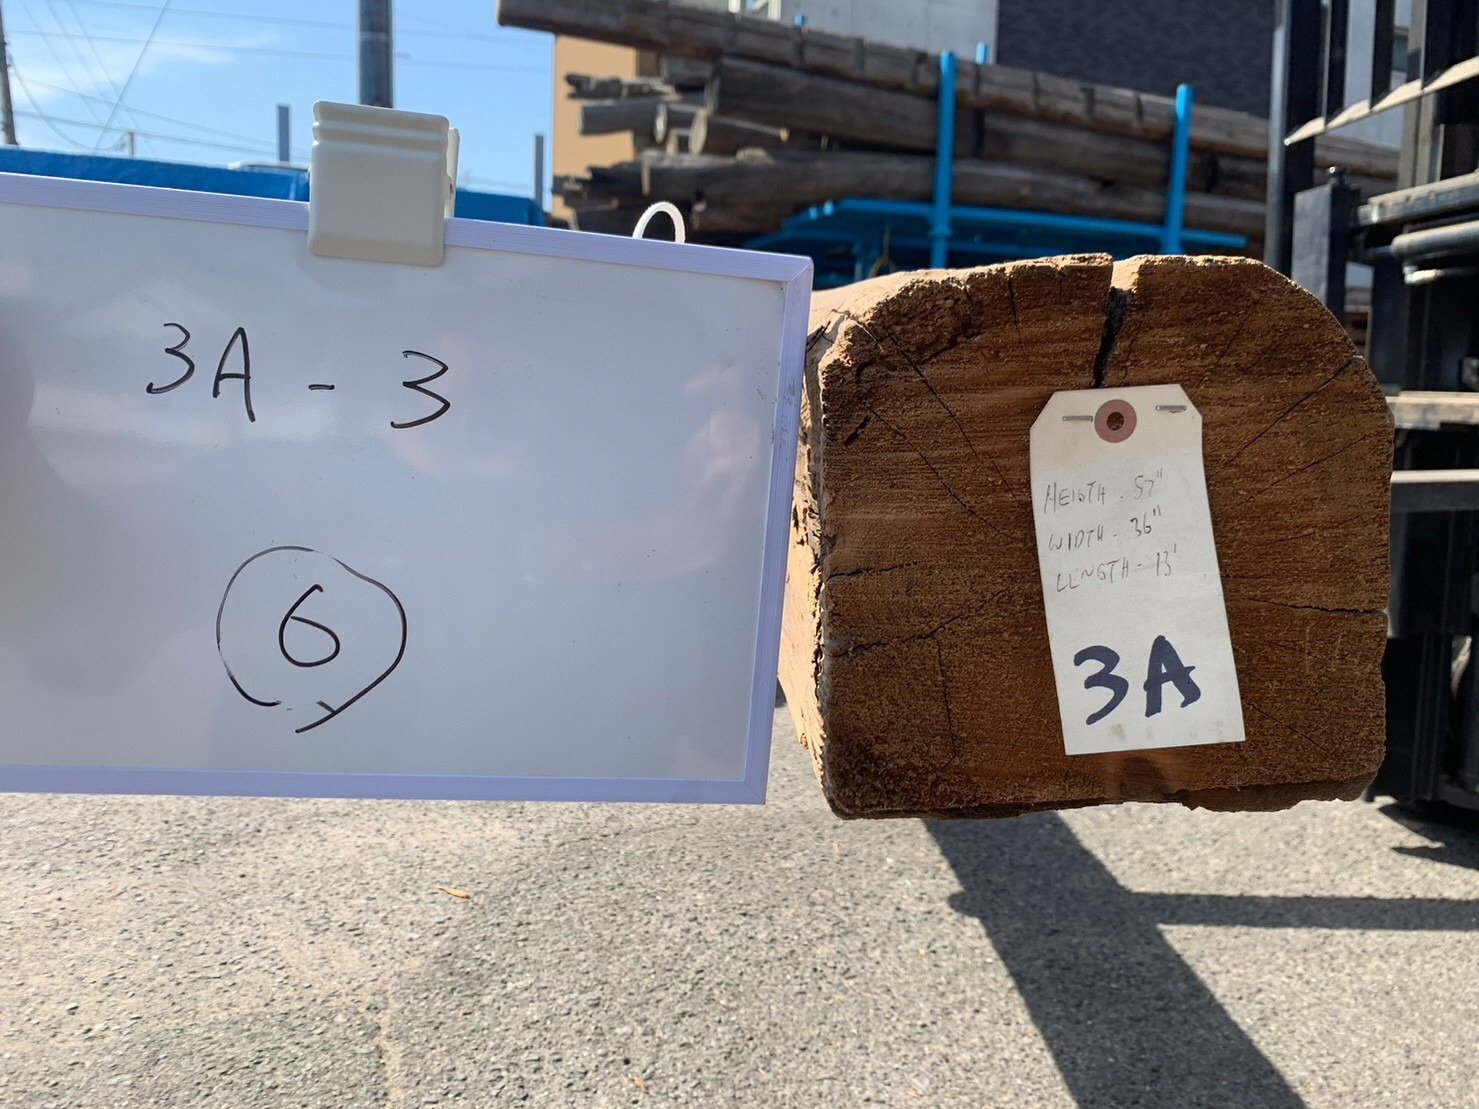 3A - 3
6
HEIGTH - 57"
WIDTH - 36"
LENGTH - 13'
3A